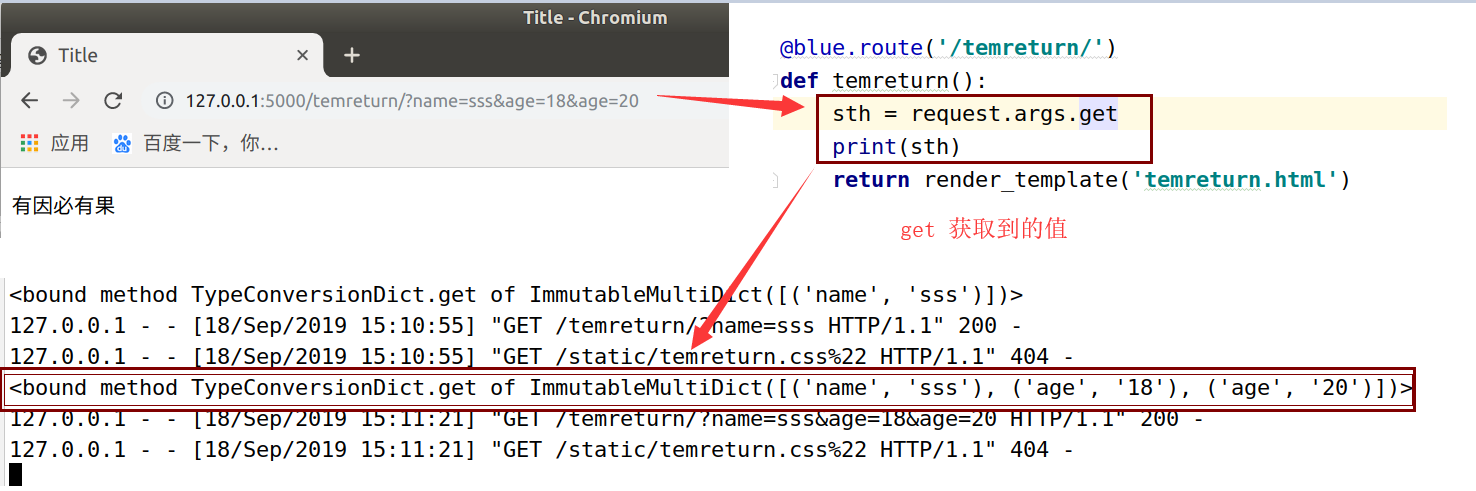 Title - Chromium
Title
127.0.0.1:5000/temreturn/?name=sss&age=18&age=20
应用 百度一下，你…
有因必有果
@blue.route('/temreturn/')
def temreturn():
sth = request.args.get
print(sth)
return render_template('temreturn.html')
get 获取到的值
<bound method TypeConversionDict.get of ImmutableMultiDict([('name', 'sss')])>
127.0.0.1 - - [18/Sep/2019 15:10:55] "GET /temreturn/?name=sss HTTP/1.1" 200 -
127.0.0.1 - - [18/Sep/2019 15:10:55] "GET /static/temreturn.css%22 HTTP/1.1" 404 -
<bound method TypeConversionDict.get of ImmutableMultiDict([('name', 'sss'), ('age', '18'), ('age', '20')])>
127.0.0.1 - - [18/Sep/2019 15:11:21] "GET /temreturn/?name=sss&age=18&age=20 HTTP/1.1" 200 -
127.0.0.1 - - [18/Sep/2019 15:11:21] "GET /static/temreturn.css%22 HTTP/1.1" 404 -